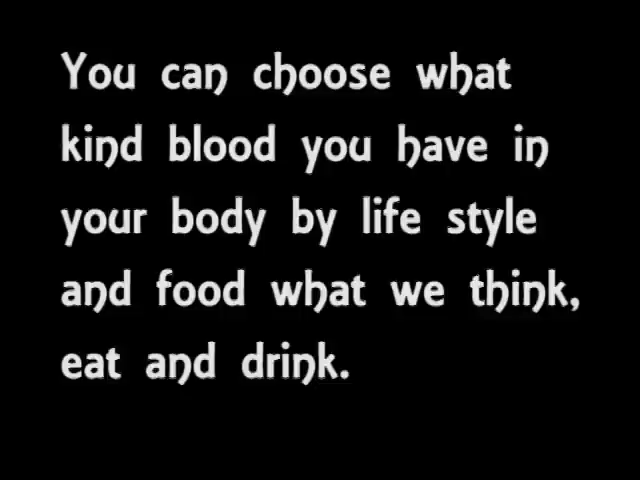 You can choose what
kind blood you have in
your body by life style
and food what we think,
eat and drink.